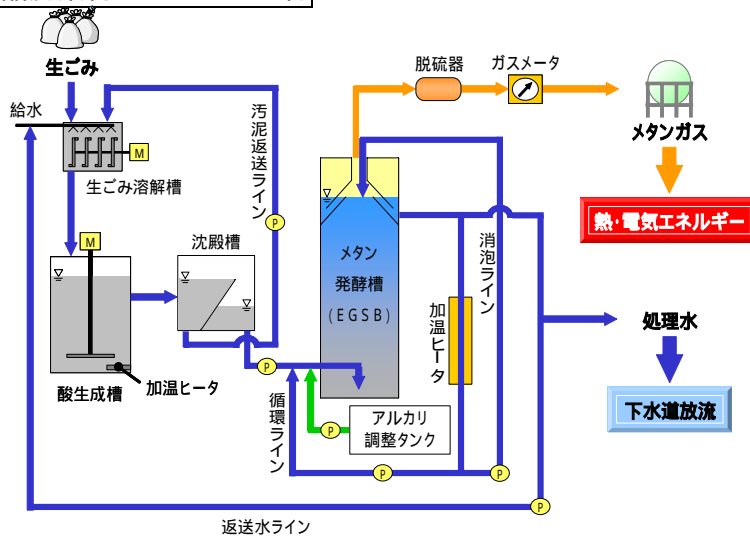 生ごみ
給水
M
生ごみ溶解槽
汚泥返送ライン
P
脱硫器
ガスメータ
メタンガス
熱・電気エネルギー
M
沈殿槽
酸生成槽
加温ヒータ
P
メタン
発酵槽
(EGSB)
消泡ライン
加温ヒータ
処理水
下水道放流
循環ライン
P
アルカリ
調整タンク
P
P
P
返送水ライン